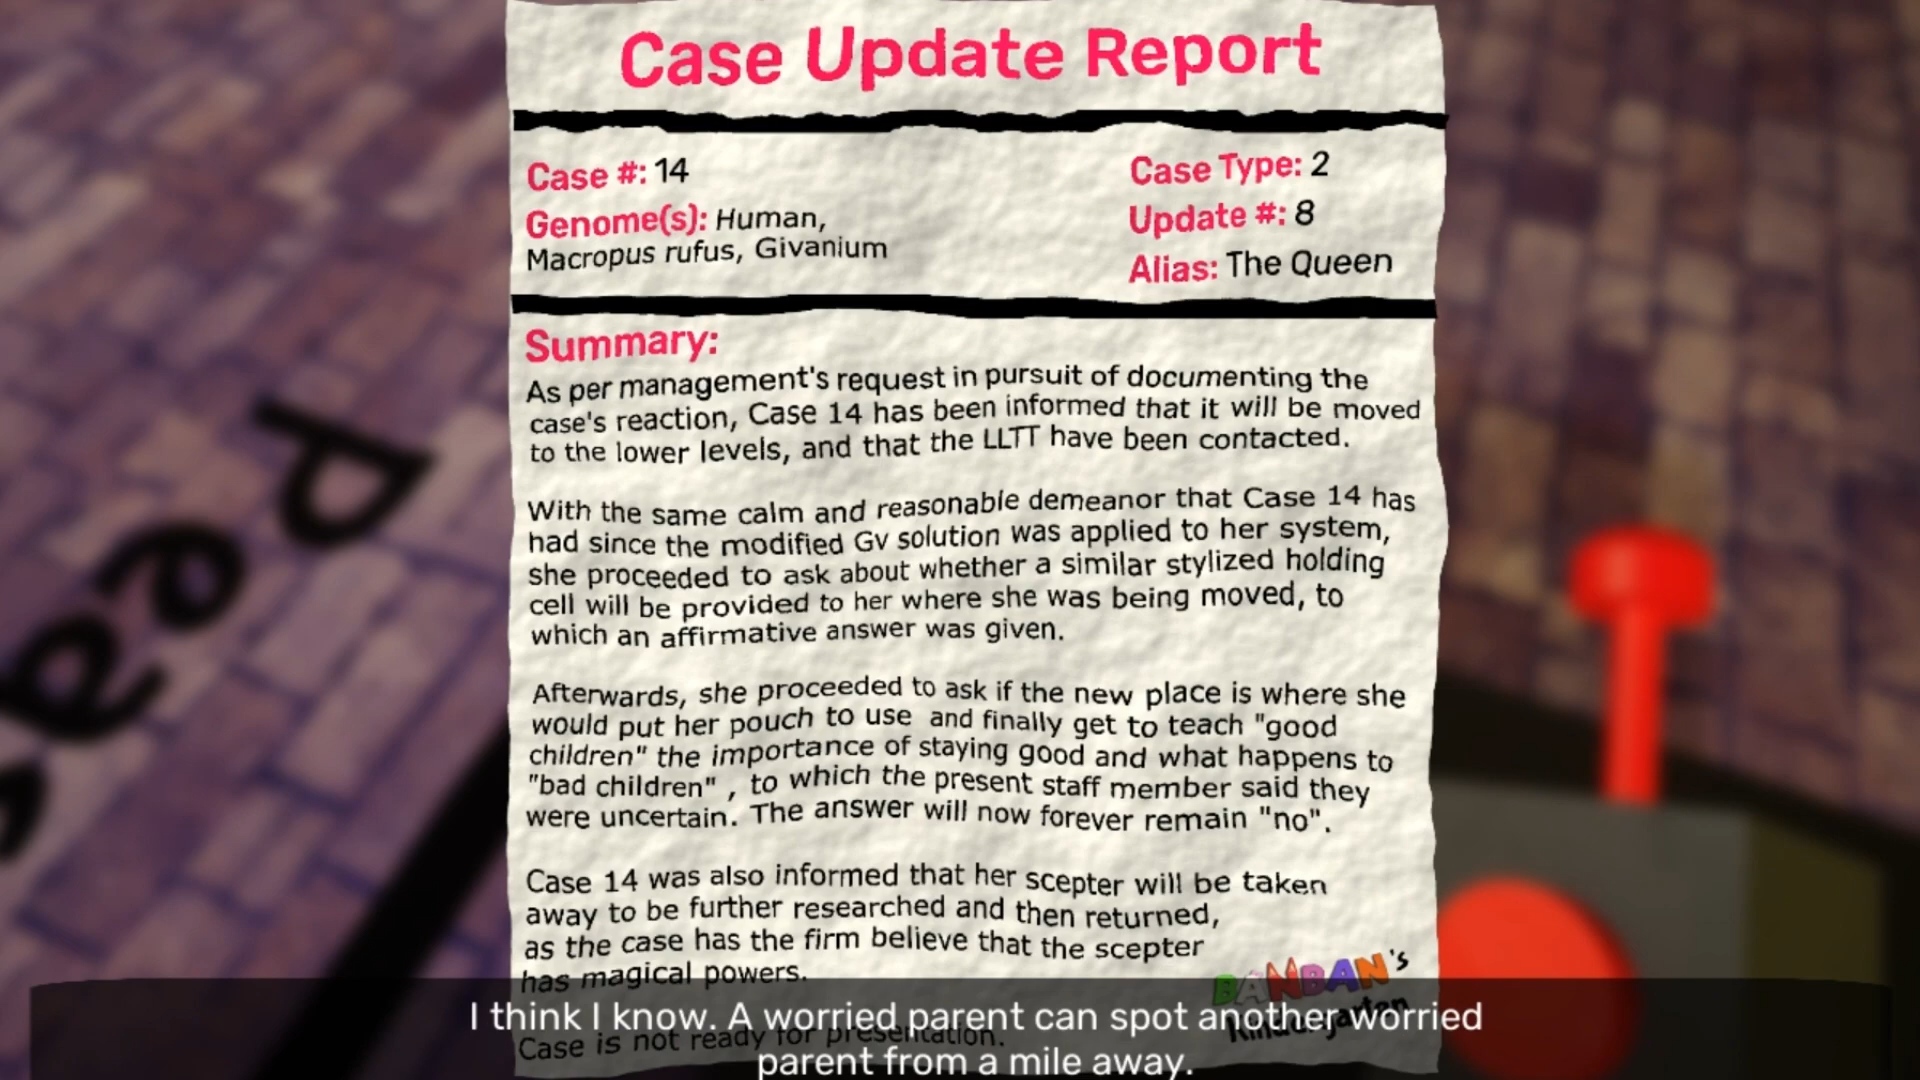 Case Update Report
Case #: 14
Genome(s): Human,
Macropus rufus, Givanium
Case Type: 2
Update #: 8
Alias: The Queen
Summary:
As per management's request in pursuit of documenting the
case's reaction, Case 14 has been informed that it will be moved
to the lower levels, and that the LLTT have been contacted.
With the same calm and reasonable demeanor that Case 14 has
had since the modified Gv solution was applied to her system,
she proceeded to ask about whether a similar stylized holding
cell will be provided to her where she was being moved, to
which an affirmative answer was given.
Afterwards, she proceeded to ask if the new place is where she
would put her pouch to use and finally get to teach "good
children" the importance of staying good and what happens to
"bad children" , to which the present staff member said they
were uncertain. The answer will now forever remain "no".
Case 14 was also informed that her scepter will be taken
away to be further researched and then returned,
as the case has the firm believe that the scepter
has magical powers.
Case is not ready for presentation.
BANBAN's
Kindergarten
I think I know. A worried parent can spot another worried
parent from a mile away.
Peas